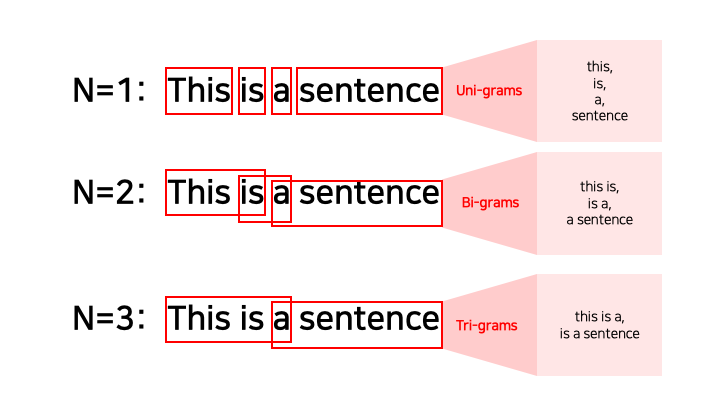 N=1: This is a sentence Uni-grams
this,
is,
a,
sentence
N=2: This is a sentence Bi-grams
this is,
is a,
a sentence
N=3: This is a sentence Tri-grams
this is a,
is a sentence